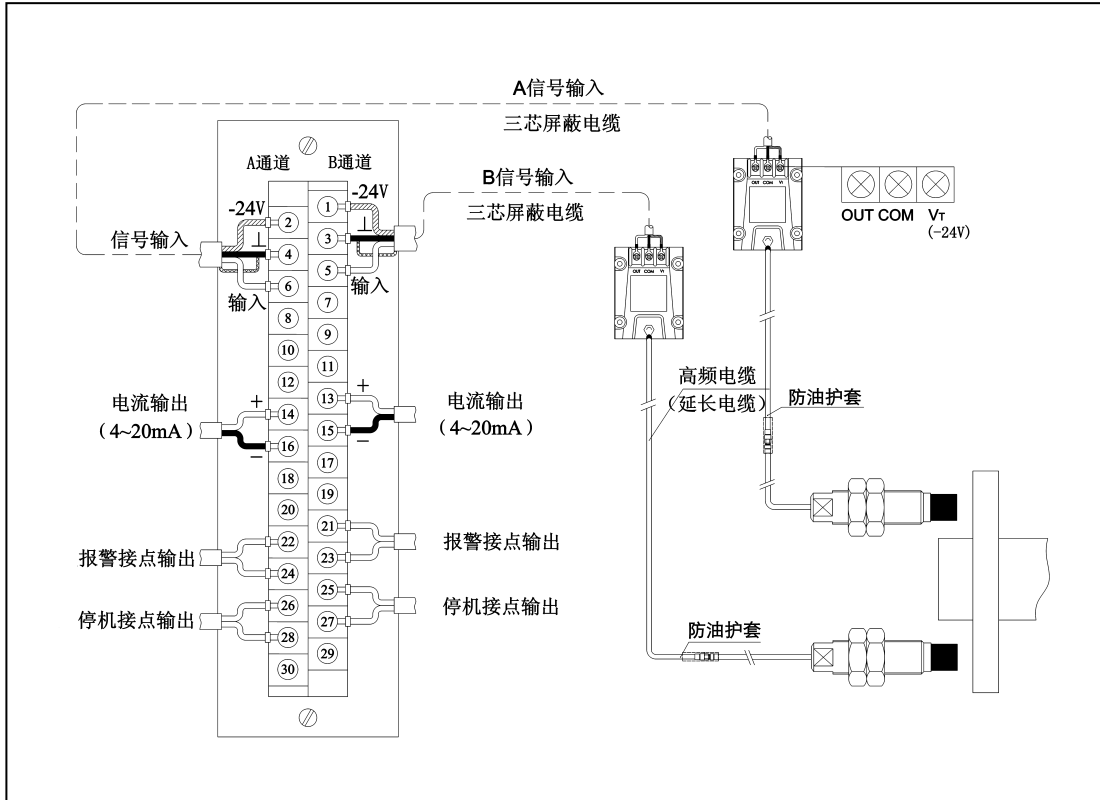 A信号输入
三芯屏蔽电缆
A通道
B通道
B信号输入
三芯屏蔽电缆
OUT COM VT
OUT COM VT
(-24V)
-24V
-24V
信号输入
⊥
⊥
输入
输入
OUT COM VT
1
2
3
4
5
6
7
8
9
10
11
12
13
14
15
16
17
18
19
20
21
22
23
24
25
26
27
28
29
30
电流输出
(4~20mA)
+
−
+
−
电流输出
(4~20mA)
高频电缆
(延长电缆)
防油护套
报警接点输出
报警接点输出
停机接点输出
停机接点输出
防油护套